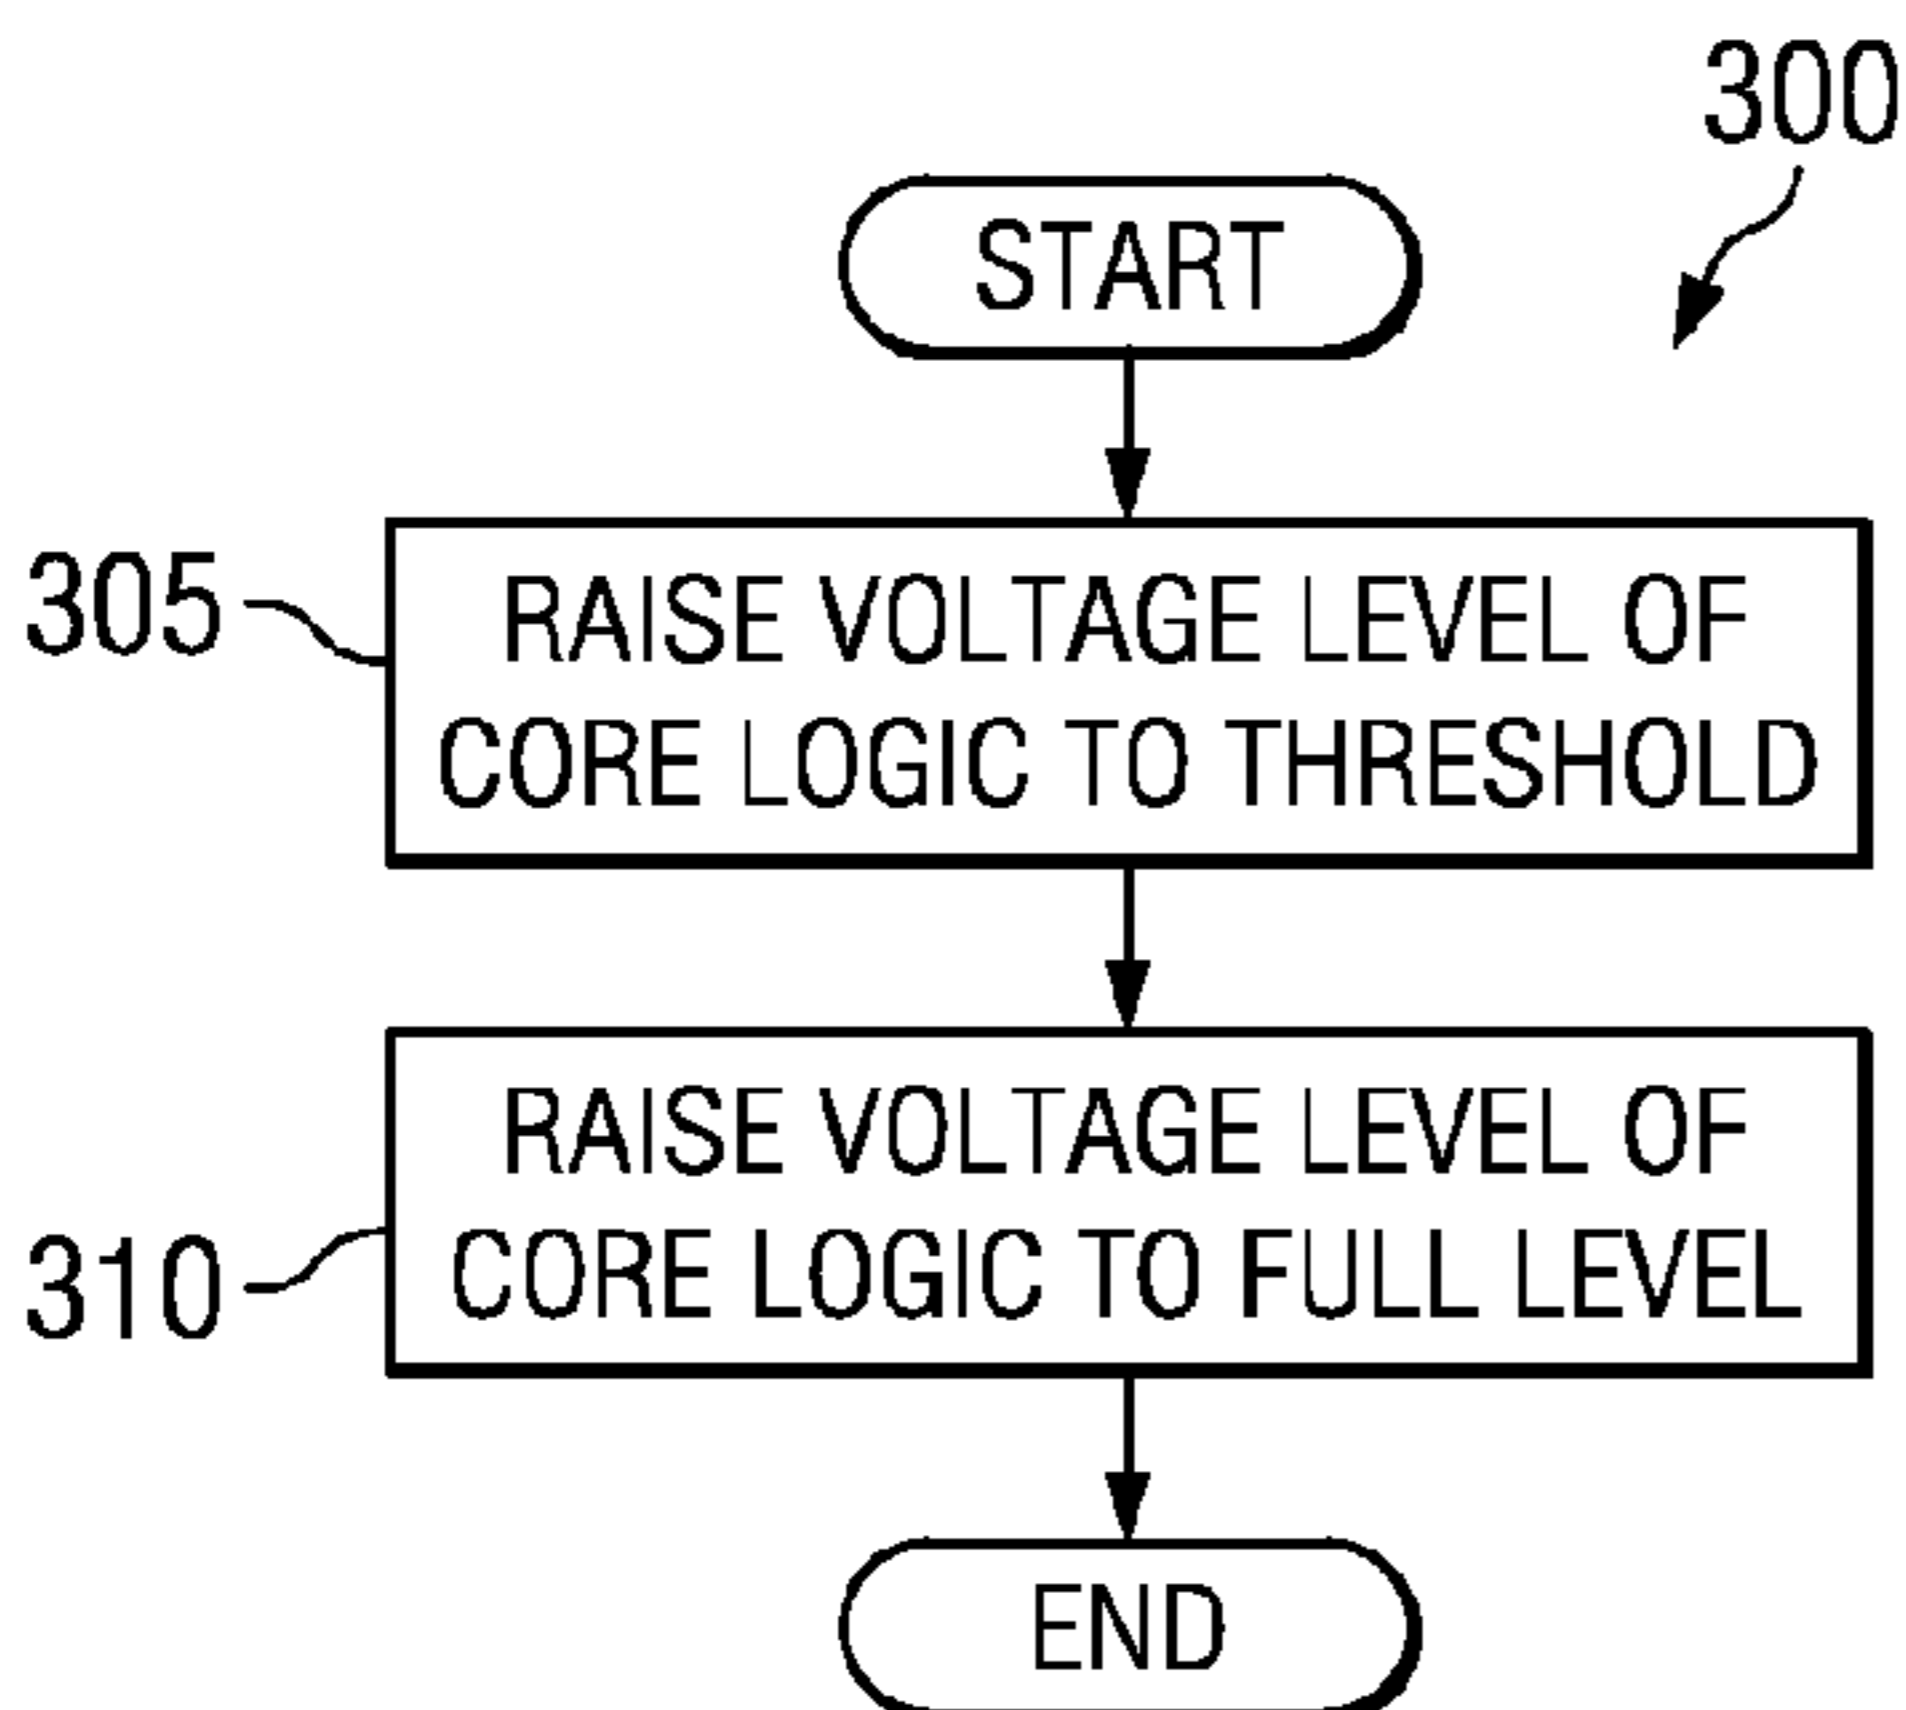 300
START
305
RAISE VOLTAGE LEVEL OF
CORE LOGIC TO THRESHOLD
310
RAISE VOLTAGE LEVEL OF
CORE LOGIC TO FULL LEVEL
END